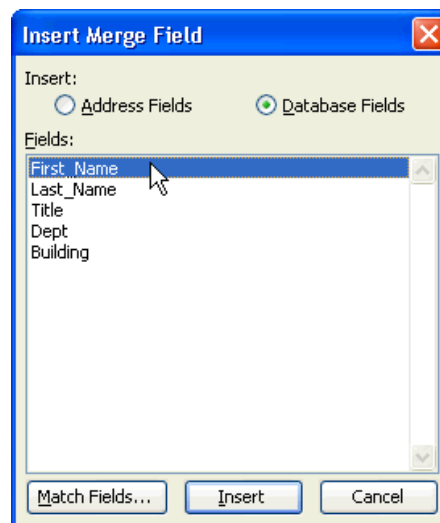 Insert Merge Field
Insert:
Address Fields Database Fields
Fields:
First_Name
Last_Name
Title
Dept
Building
Match Fields... Insert Cancel